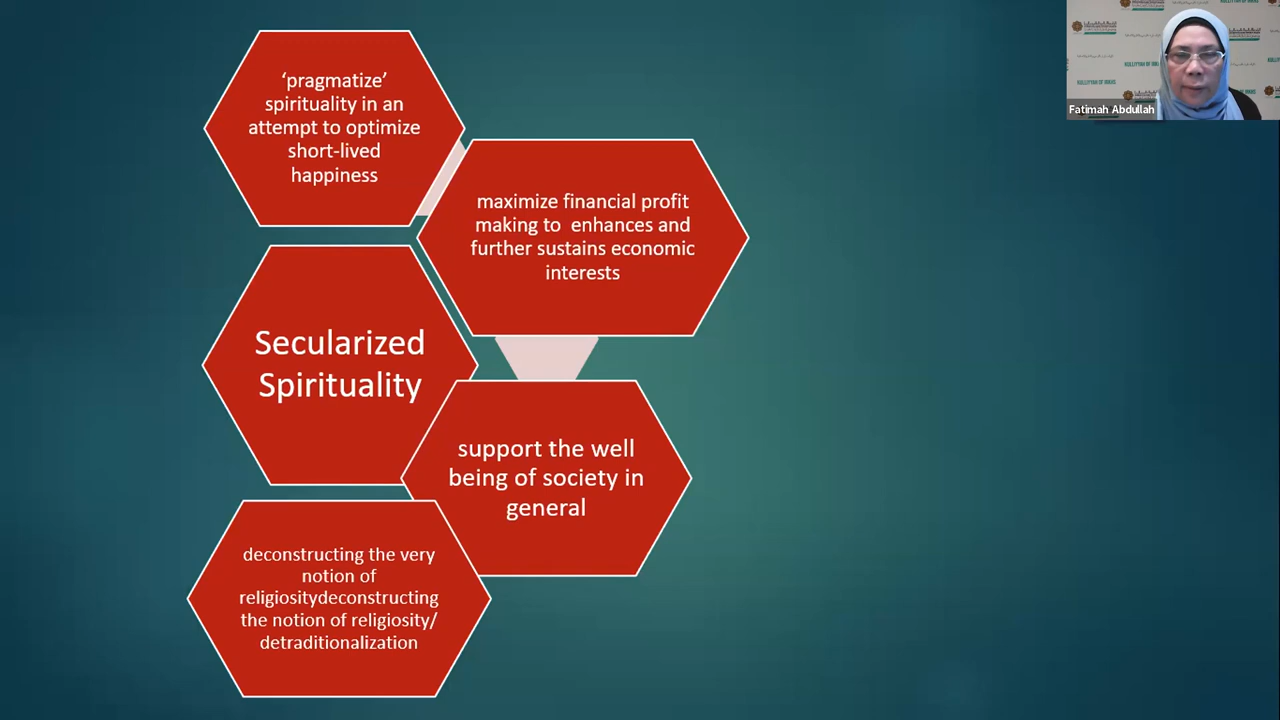 ‘pragmatize’
spirituality in an
attempt to optimize
short-lived
happiness
maximize financial profit
making to enhances and
further sustains economic
interests
Secularized
Spirituality
support the well
being of society in
general
deconstructing the very
notion of
religiositydeconstructing
the notion of religiosity/
detraditionalization
Fatimah Abdullah